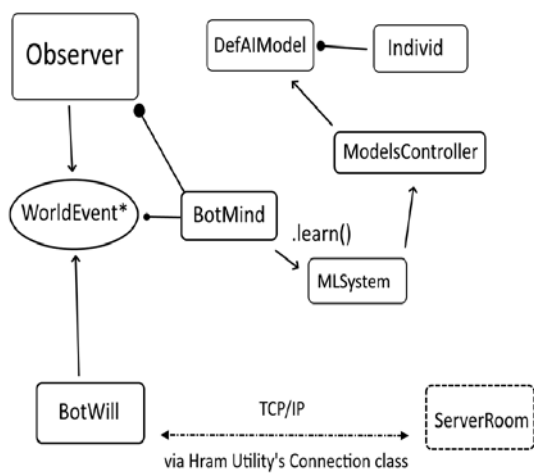 Observer
DefAIModel
Individ
ModelsController
WorldEvent*
BotMind
.learn()
MLSystem
BotWill
TCP/IP
ServerRoom
via Hram Utility's Connection class